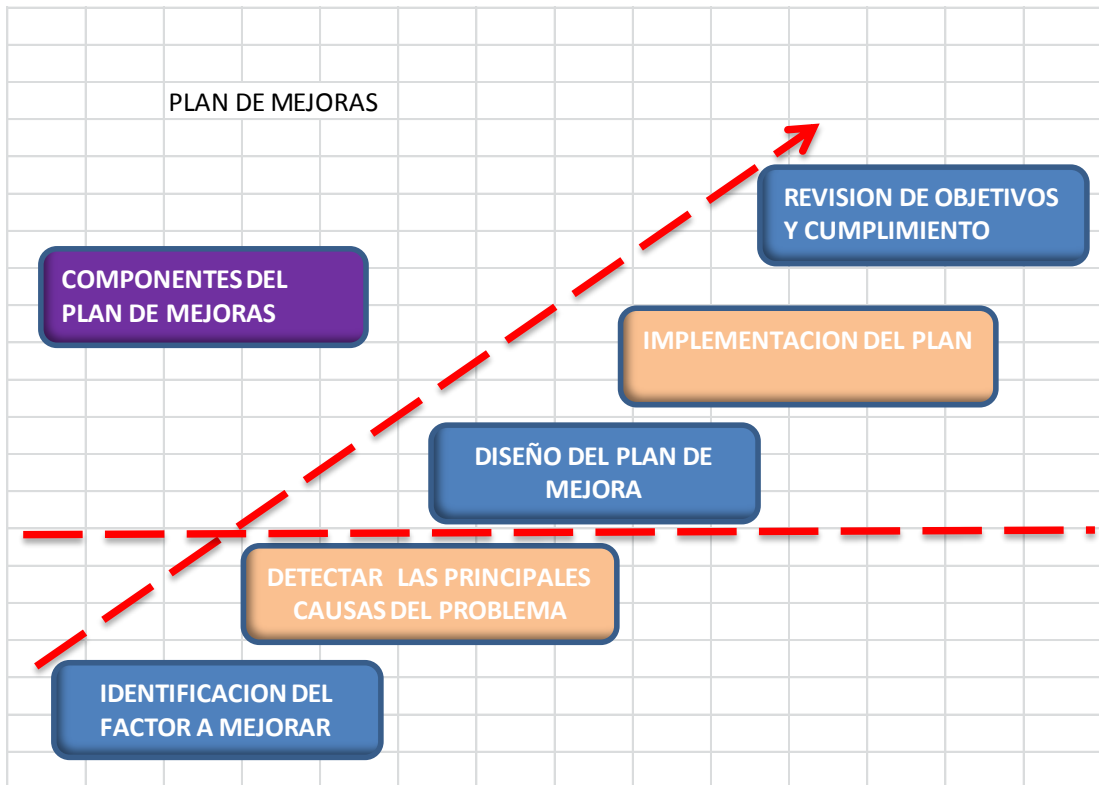 PLAN DE MEJORAS
REVISION DE OBJETIVOS
Y CUMPLIMIENTO
COMPONENTES DEL
PLAN DE MEJORAS
IMPLEMENTACION DEL PLAN
DISEÑO DEL PLAN DE
MEJORA
DETECTAR LAS PRINCIPALES
CAUSAS DEL PROBLEMA
IDENTIFICACION DEL
FACTOR A MEJORAR